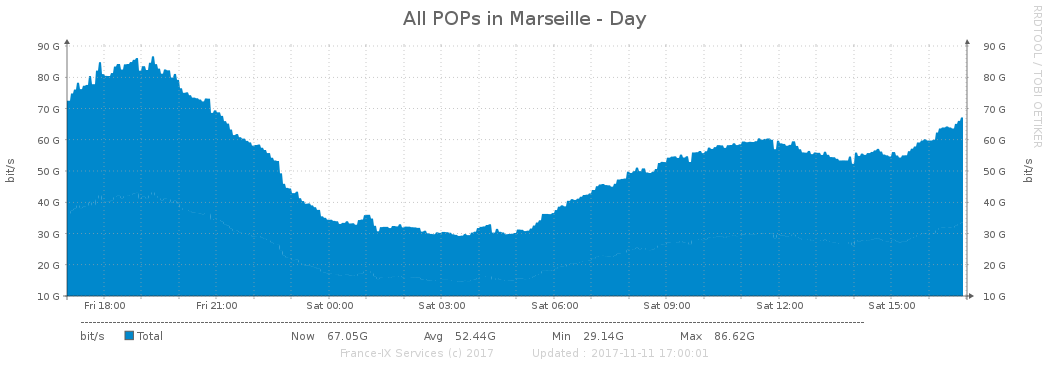 All POPs in Marseille - Day
RRDTOOL / TOBI OETIKER
bit/s
90 G 90 G
80 G 80 G
70 G 70 G
60 G 60 G
50 G 50 G
40 G 40 G
30 G 30 G
20 G 20 G
10 G 10 G
bit/s
Fri 18:00 Fri 21:00 Sat 00:00 Sat 03:00 Sat 06:00 Sat 09:00 Sat 12:00 Sat 15:00
bit/s Total Now 67.05G Avg 52.44G Min 29.14G Max 86.62G
France-IX Services (c) 2017 Updated : 2017-11-11 17:00:01